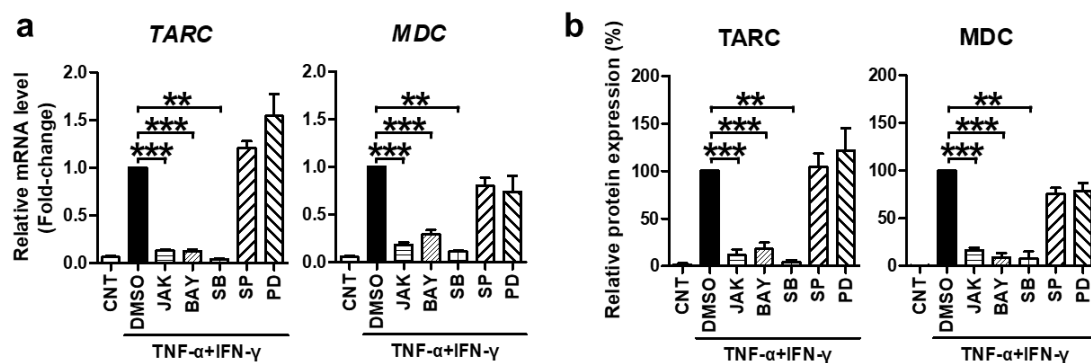 a
TARC
MDC
Relative mRNA level
(Fold-change)
2.0
1.5
1.0
0.5
0.0
**
***
***
CNT
DMSO
JAK
BAY
SB
SP
PD
TNF-α+IFN-γ
2.0
1.5
1.0
0.5
0.0
**
***
***
CNT
DMSO
JAK
BAY
SB
SP
PD
TNF-α+IFN-γ
b
TARC
MDC
Relative protein expression (%)
200
150
100
50
0
**
***
***
CNT
DMSO
JAK
BAY
SB
SP
PD
TNF-α+IFN-γ
200
150
100
50
0
**
***
***
CNT
DMSO
JAK
BAY
SB
SP
PD
TNF-α+IFN-γ